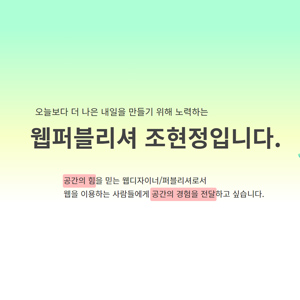 오늘보다 더 나은 내일을 만들기 위해 노력하는
웹퍼블리셔 조현정입니다.
공간의 힘을 믿는 웹디자이너/퍼블리셔로서
웹을 이용하는 사람들에게 공간의 경험을 전달하고 싶습니다.